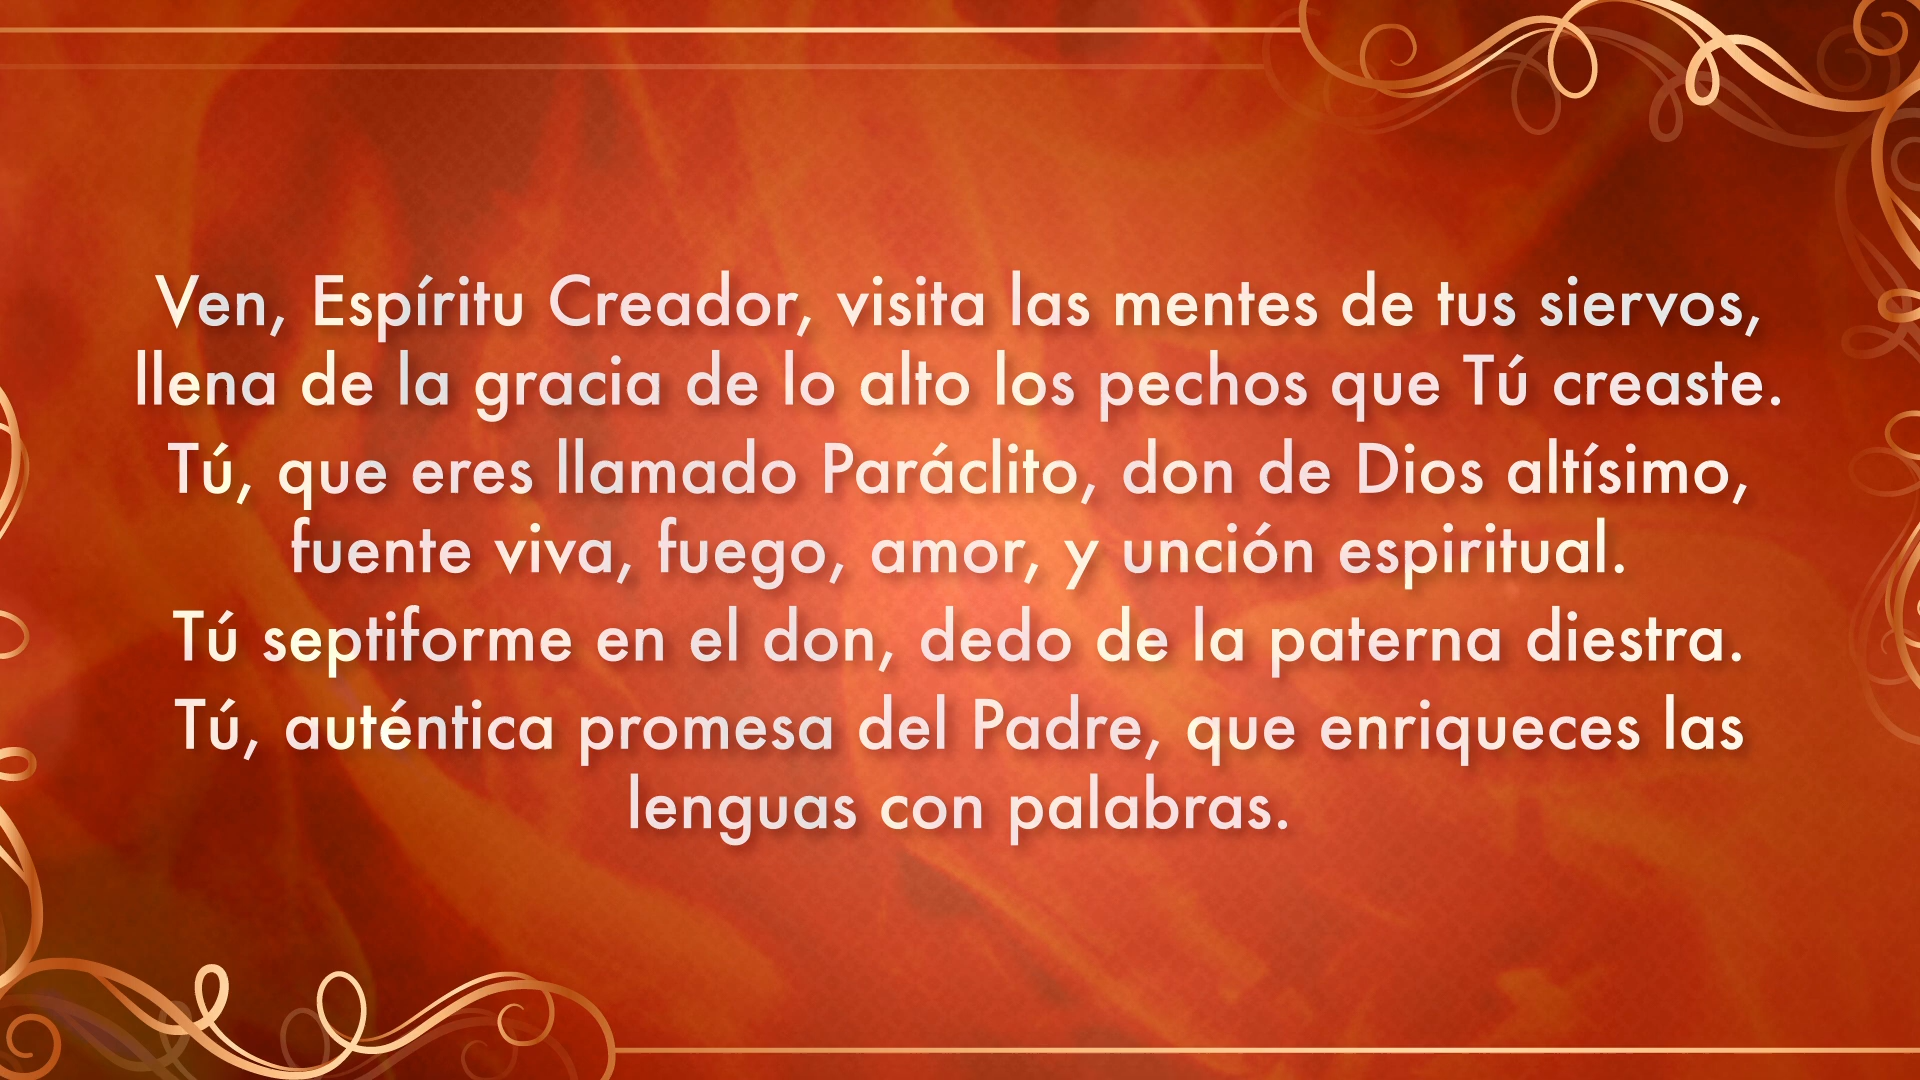 Ven, Espíritu Creador, visita las mentes de tus siervos,
llena de la gracia de lo alto los pechos que Tú creaste.
Tú, que eres llamado Paráclito, don de Dios altísimo,
fuente viva, fuego, amor, y unción espiritual.
Tú septiforme en el don, dedo de la paterna diestra.
Tú, auténtica promesa del Padre, que enriqueces las
lenguas con palabras.